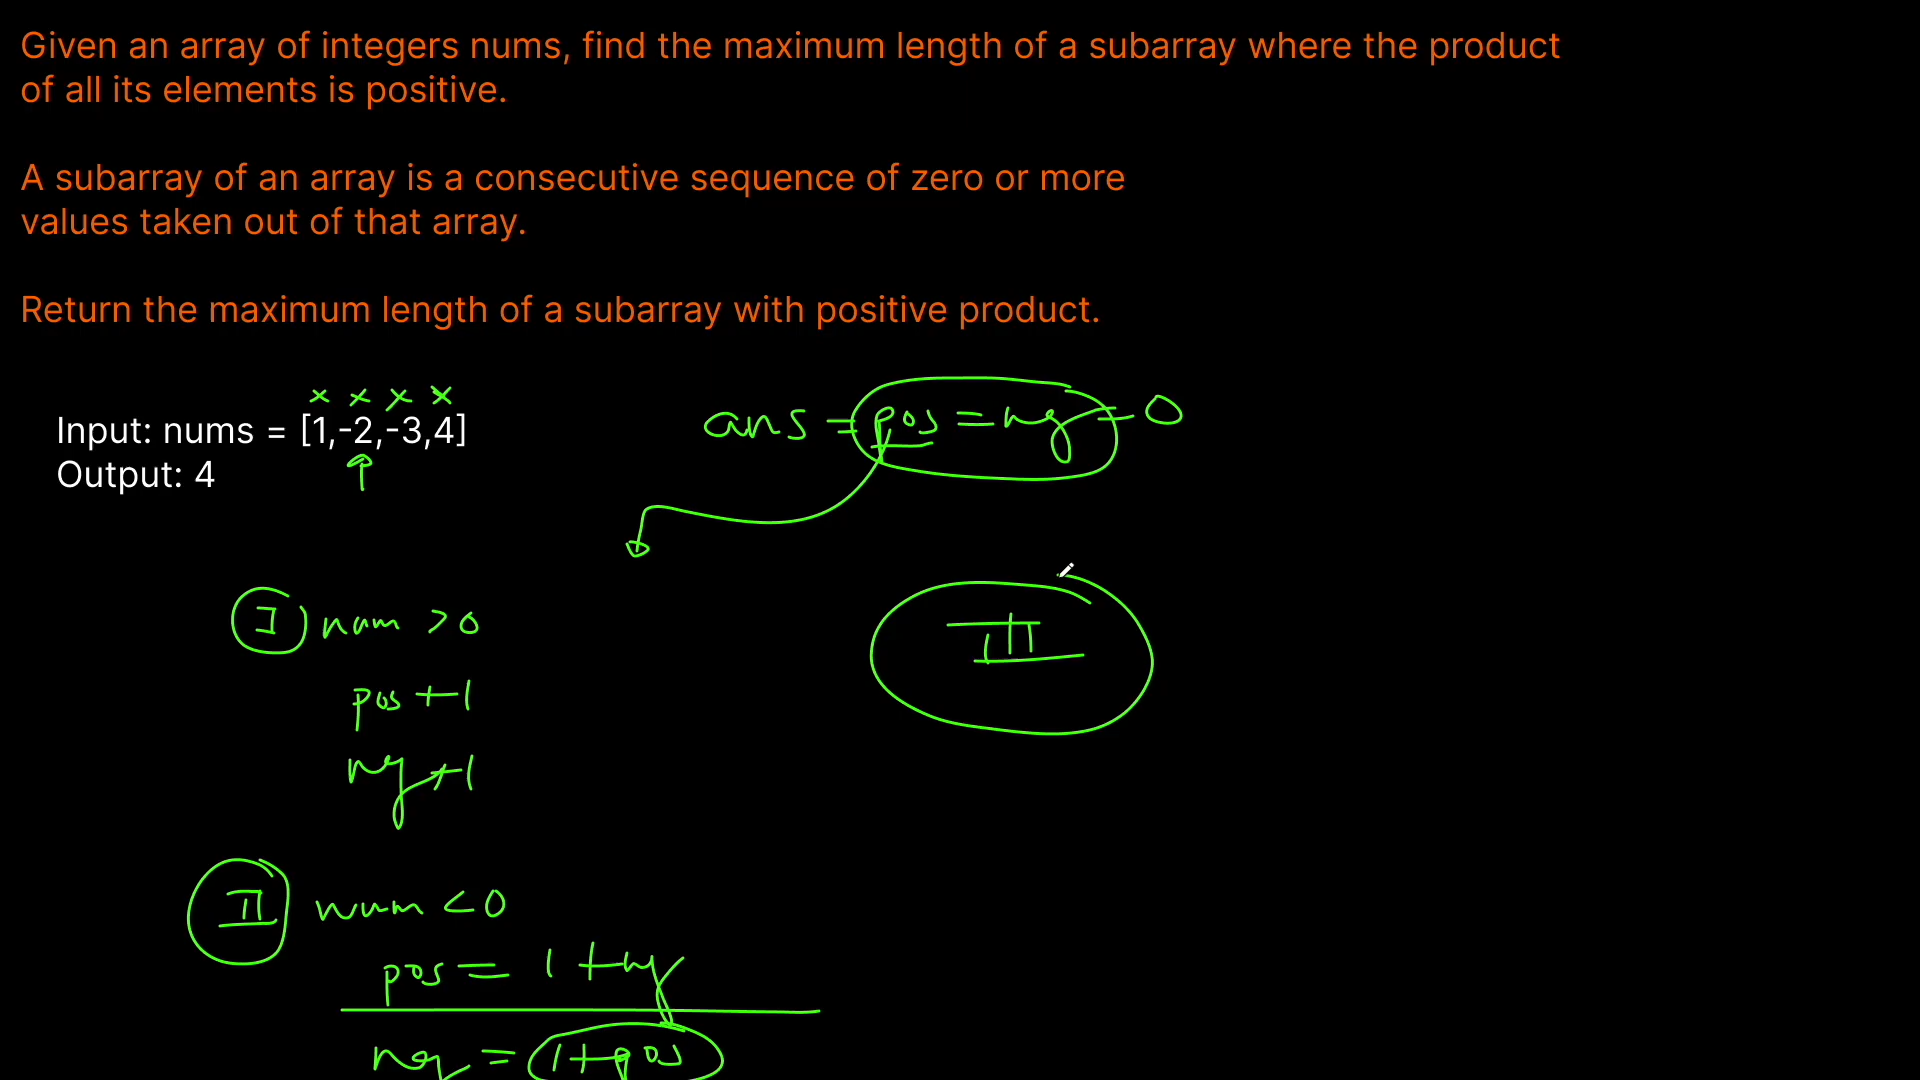 Given an array of integers nums, find the maximum length of a subarray where the product
of all its elements is positive.
A subarray of an array is a consecutive sequence of zero or more
values taken out of that array.
Return the maximum length of a subarray with positive product.
x x x x
Input: nums = [1,-2,-3,4]
Output: 4
ans = pos = neg = 0
I num > 0
pos + 1
neg + 1
III
II num < 0
pos = 1 + neg
neg = 1 + pos